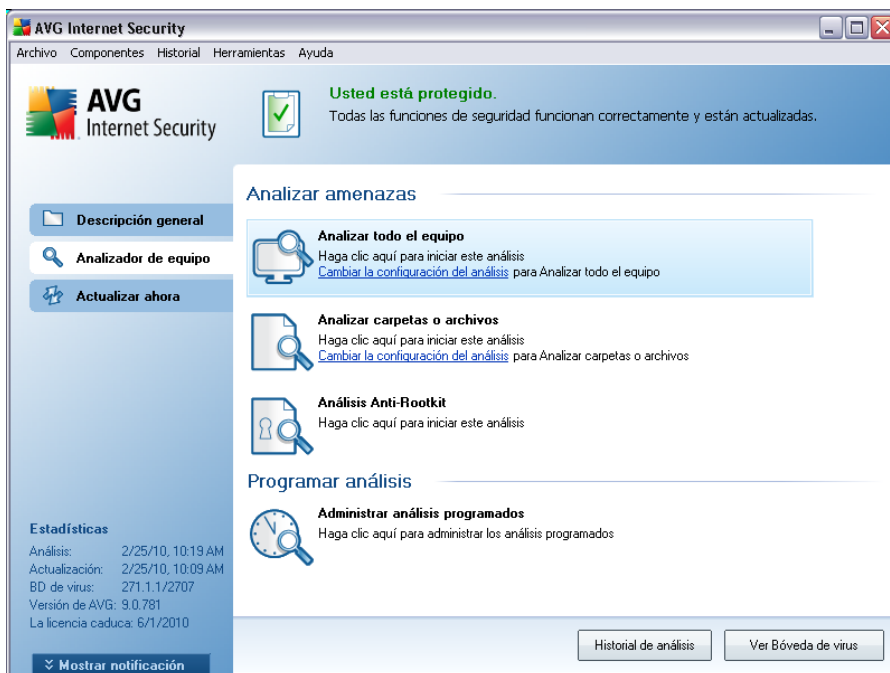 AVG Internet Security
Archivo Componentes Historial Herramientas Ayuda
AVG
Internet Security
Usted está protegido.
Todas las funciones de seguridad funcionan correctamente y están actualizadas.
Descripción general
Analizador de equipo
Actualizar ahora
Analizar amenazas
Analizar todo el equipo
Haga clic aquí para iniciar este análisis
Cambiar la configuración del análisis para Analizar todo el equipo
Analizar carpetas o archivos
Haga clic aquí para iniciar este análisis
Cambiar la configuración del análisis para Analizar carpetas o archivos
Análisis Anti-Rootkit
Haga clic aquí para iniciar este análisis
Programar análisis
Administrar análisis programados
Haga clic aquí para administrar los análisis programados
Estadísticas
Análisis: 2/25/10, 10:19 AM
Actualización: 2/25/10, 10:09 AM
BD de virus: 271.1.1/2707
Versión de AVG: 9.0.781
La licencia caduca: 6/1/2010
Mostrar notificación
Historial de análisis
Ver Bóveda de virus